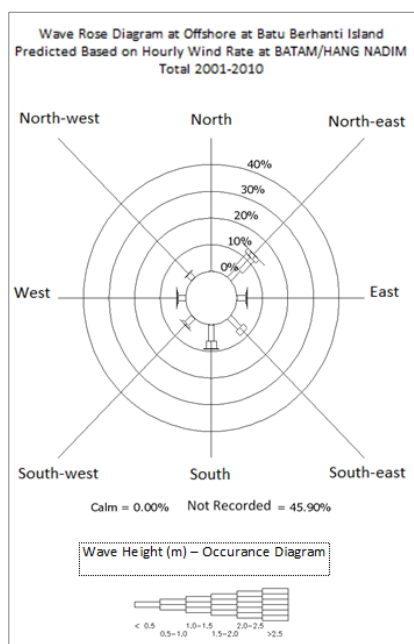 Wave Rose Diagram at Offshore at Batu Berhanti Island
Predicted Based on Hourly Wind Rate at BATAM/HANG NADIM
Total 2001-2010
North-west North North-east
40%
30%
20%
10%
0%
West East
South-west South South-east
Calm = 0.00% Not Recorded = 45.90%
Wave Height (m) – Occurance Diagram
< 0.5 1.0-1.5 2.0-2.5
0.5-1.0 1.5-2.0 >2.5